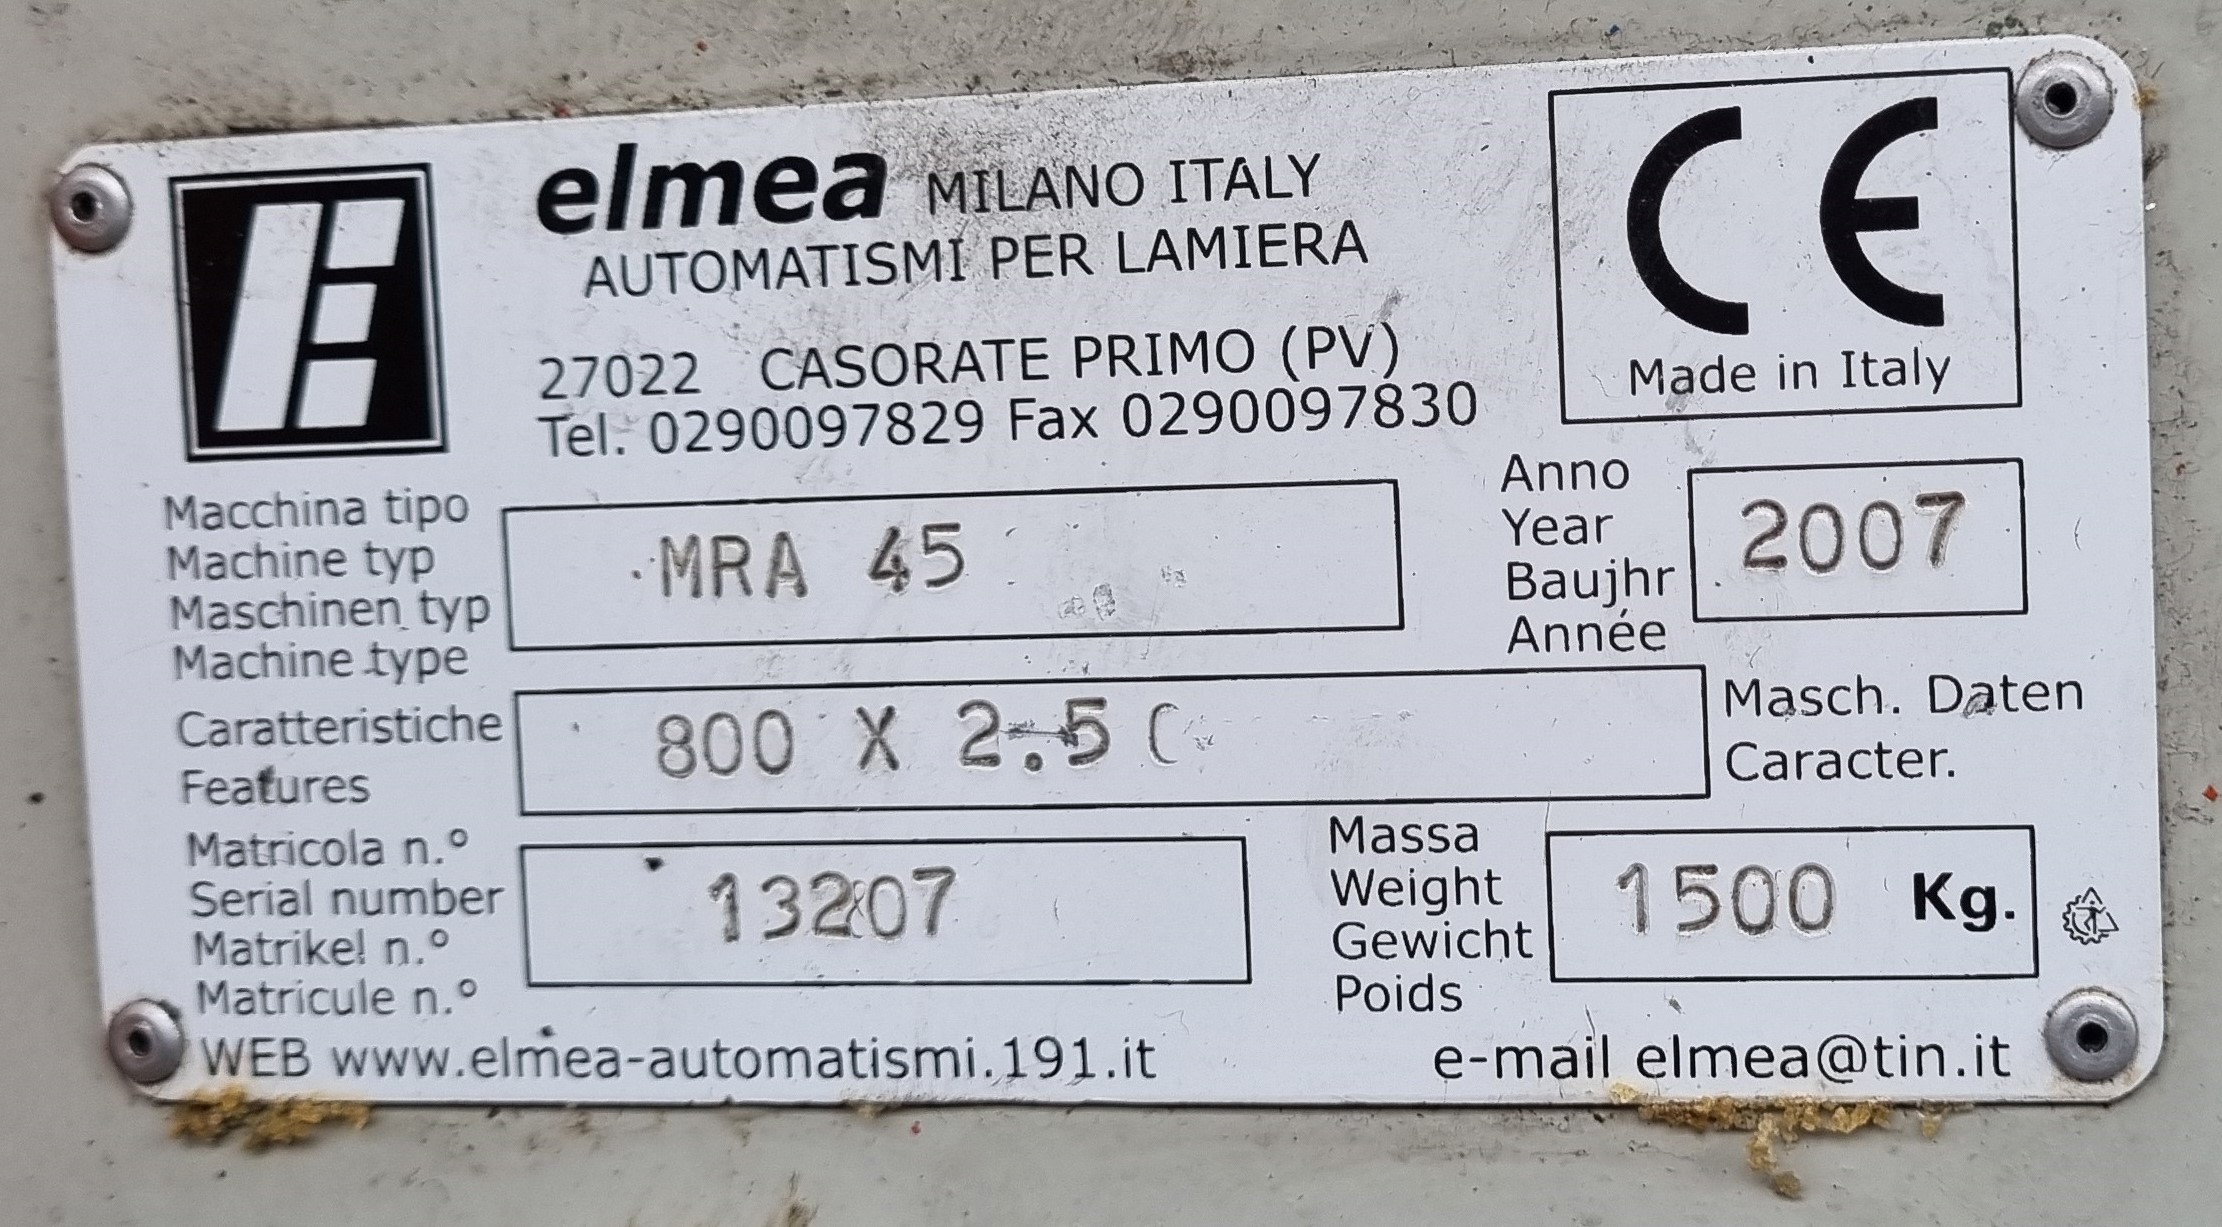 elmea MILANO ITALY
AUTOMATISMI PER LAMIERA
27022 CASORATE PRIMO (PV)
Tel. 0290097829 Fax 0290097830
CE
Made in Italy
Macchina tipo
Machine typ
Maschinen typ
Machine type
MRA 45
Anno
Year
Baujhr
Année
2007
Caratteristiche
Features
800 X 2.5
Masch. Daten
Caracter.
Matricola n.°
Serial number
Matrikel n.°
Matricule n.°
13207
Massa
Weight
Gewicht
Poids
1500 Kg.
WEB www.elmea-automatismi.191.it
e-mail elmea@tin.it